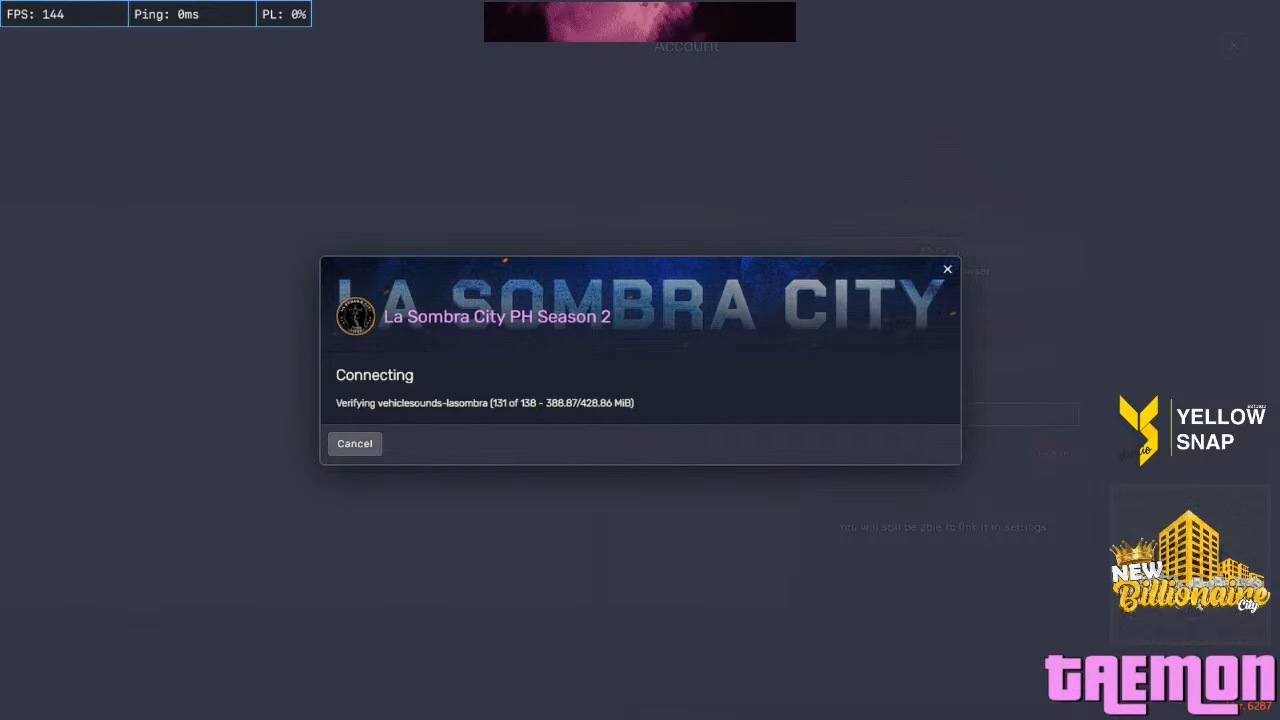 FPS: 144
Ping: 0ms
PL: 0%
Account
LA SOMBRA CITY
La Sombra City PH Season 2
Connecting
Verifying vehiclesounds-lasombra (131 of 138 - 388.87/428.86 MiB)
Cancel
YELLOW
SNAP
You will still be able to link it in settings
NEW
Billionaire
City
TAEMON
6287